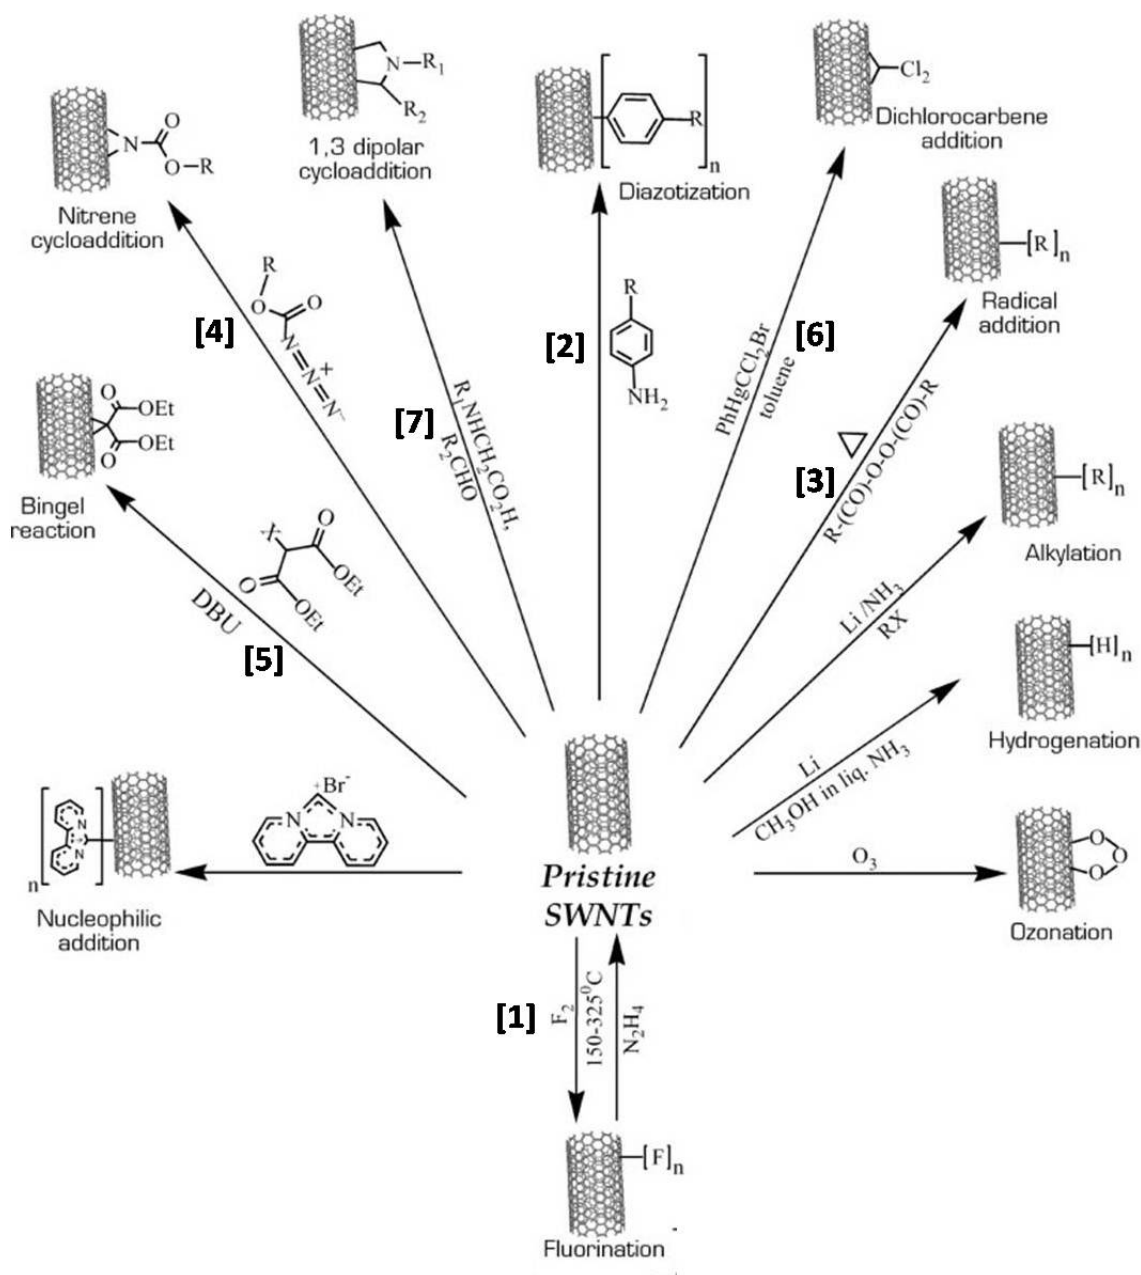 N—R1
R2
1,3 dipolar
cycloaddition
Cl2
Dichlorocarbene
addition
R
n
Diazotization
N
O
O—R
Nitrene
cycloaddition
[R]n
Radical
addition
R
O
O
N=N=N
+
-
[4]
R
NH2
[2]
PhHgCCl2Br
toluene
[6]
R1NHCH2CO2H,
R2CHO
[7]
R-(CO)-O-O-(CO)-R
[3]
O
OEt
OEt
O
Bingel
reaction
[R]n
Alkylation
X
O
O
OEt
OEt
DBU
[5]
Li/NH3
RX
[H]n
Hydrogenation
Li
CH3OH in liq. NH3
+Br-
N
N
N
N
n
Nucleophilic
addition
Pristine
SWNTs
O3
O
O
O
Ozonation
[1]
F2
150-325⁰C
N2H4
[F]n
Fluorination